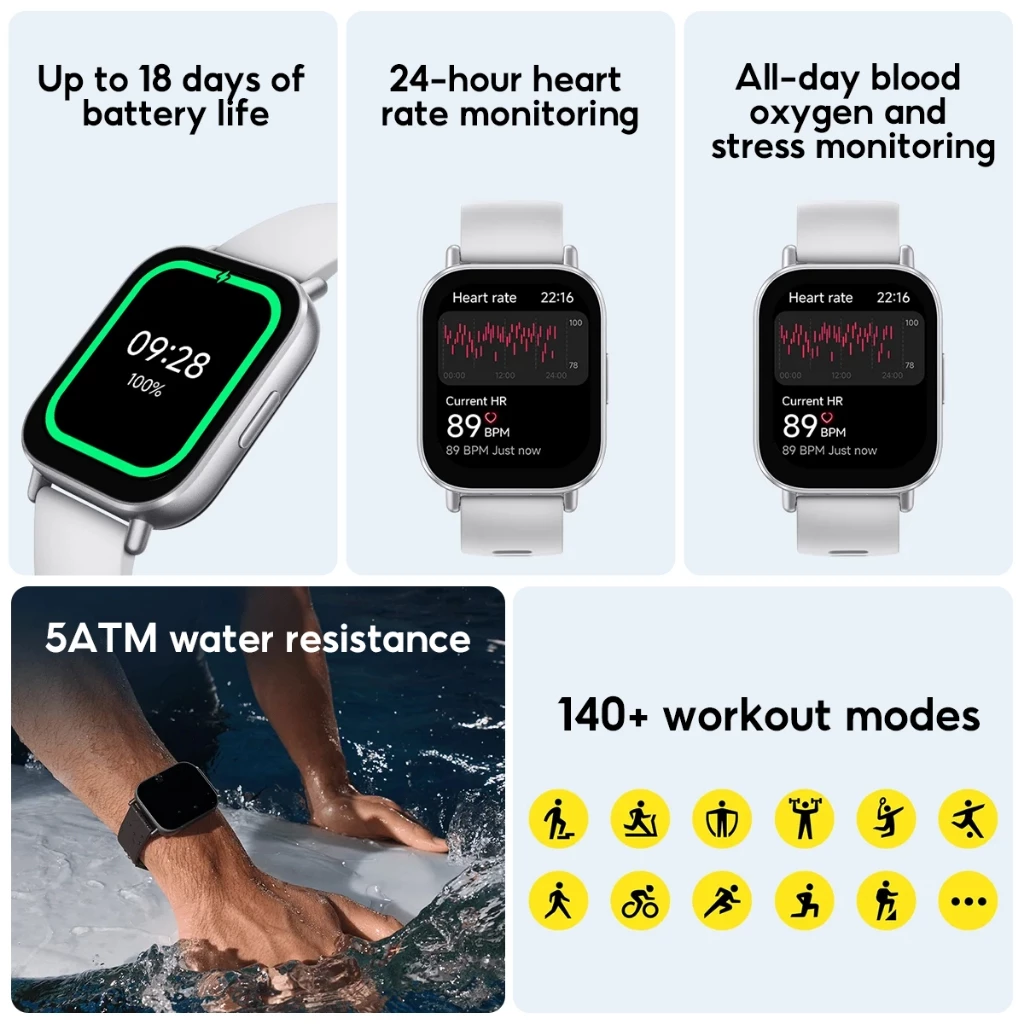 Up to 18 days of
battery life
09:28
100%
24-hour heart
rate monitoring
Heart rate 22:16
100
78
00:00 12:00 24:00
Current HR
89 BPM
89 BPM Just now
All-day blood
oxygen and
stress monitoring
Heart rate 22:16
100
78
00:00 12:00 24:00
Current HR
89 BPM
89 BPM Just now
5ATM water resistance
140+ workout modes